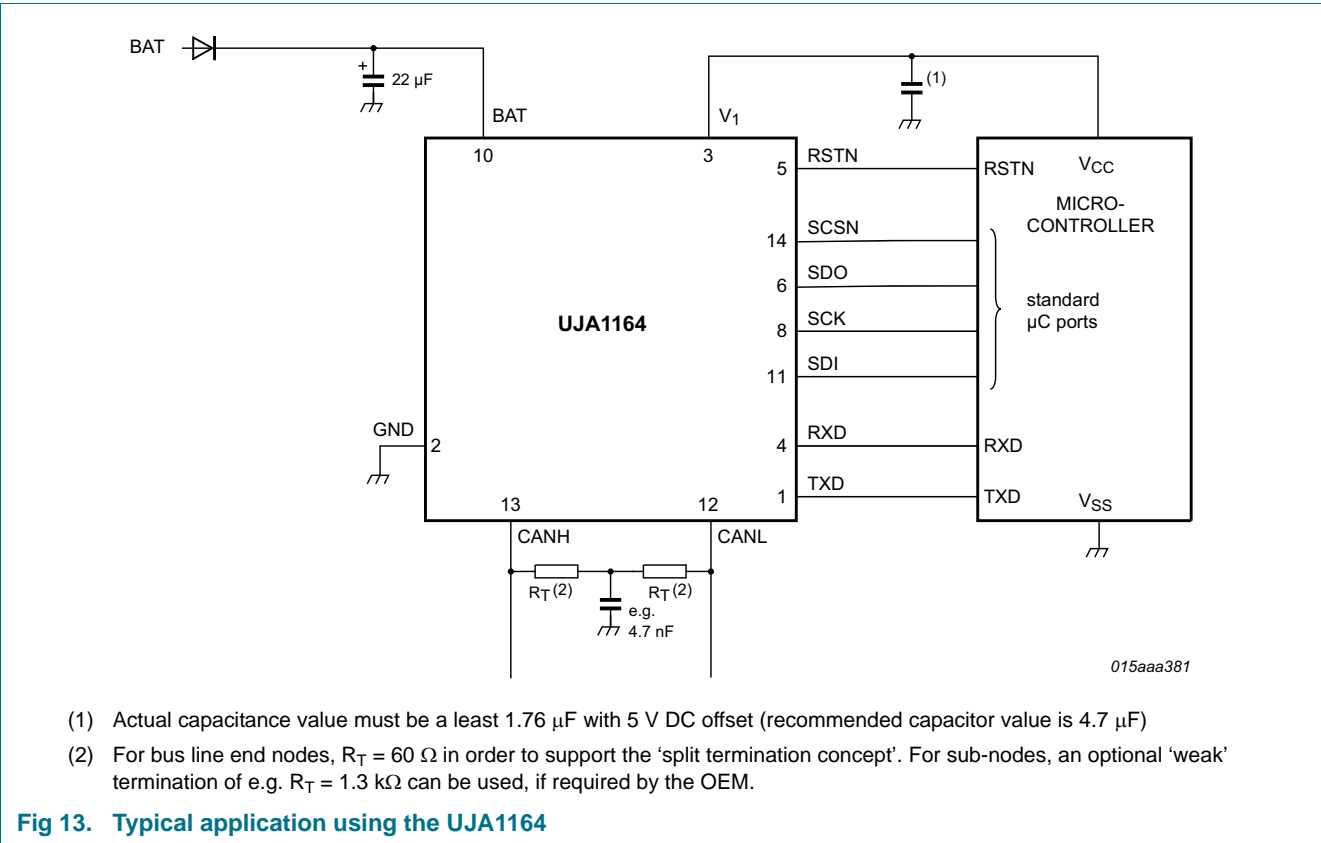 BAT
+
22 µF
(1)
BAT
V1
10
3
5
RSTN
RSTN
VCC
MICRO-
CONTROLLER
14
SCSN
6
SDO
standard
µC ports
UJA1164
8
SCK
11
SDI
GND
2
4
RXD
RXD
1
TXD
TXD
VSS
13
12
CANH
CANL
RT(2)
RT(2)
e.g.
4.7 nF
015aaa381
(1) Actual capacitance value must be a least 1.76 µF with 5 V DC offset (recommended capacitor value is 4.7 µF)
(2) For bus line end nodes, RT = 60 Ω in order to support the ‘split termination concept’. For sub-nodes, an optional ‘weak’
termination of e.g. RT = 1.3 kΩ can be used, if required by the OEM.
Fig 13. Typical application using the UJA1164